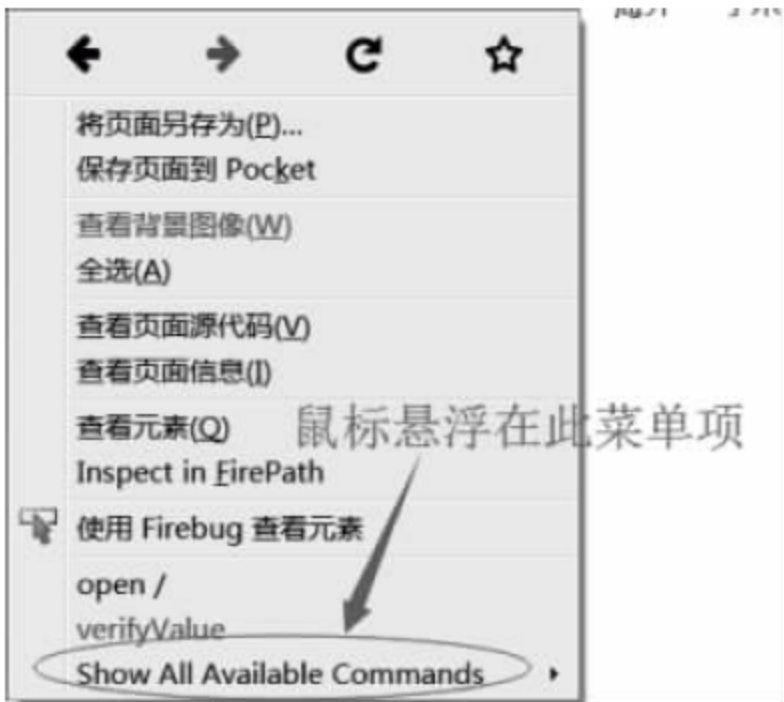 将页面另存为(P)...
保存页面到 Pocket
查看背景图像(W)
全选(A)
查看页面源代码(V)
查看页面信息(I)
查看元素(Q)
鼠标悬浮在此菜单项
Inspect in FirePath
使用 Firebug 查看元素
open /
verifyValue
Show All Available Commands